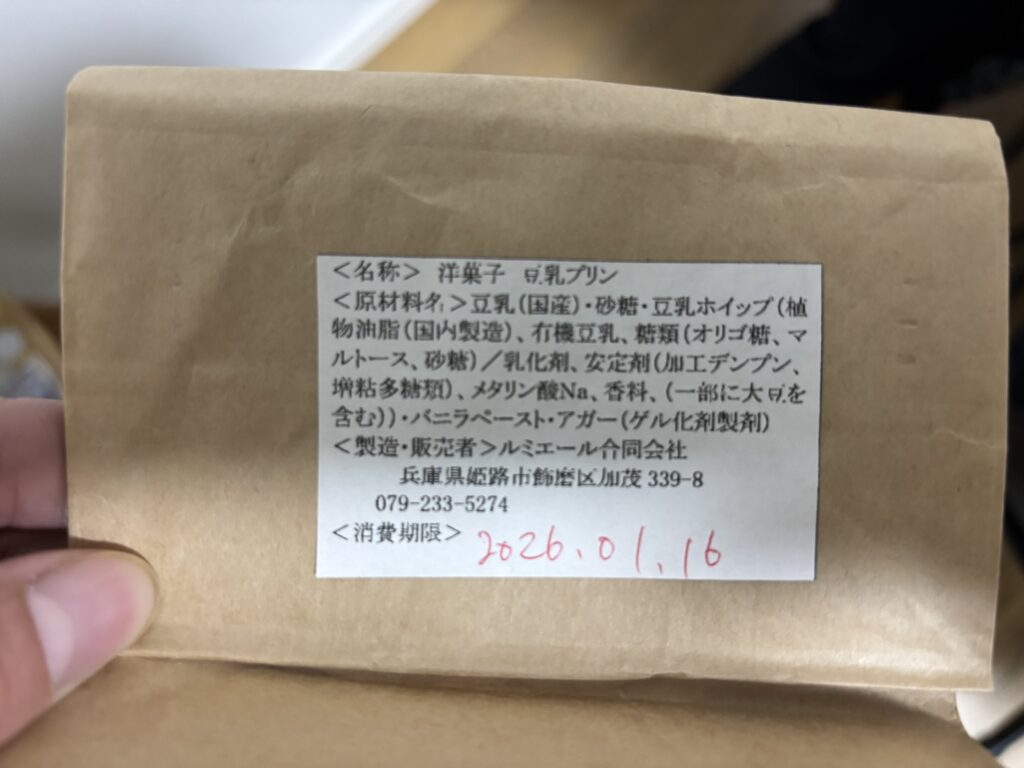 ＜名称＞ 洋菓子 豆乳プリン
＜原材料名＞豆乳(国産)・砂糖・豆乳ホイップ(植
物油脂(国内製造)、有機豆乳、糖類(オリゴ糖、マ
ルトース、砂糖)／乳化剤、安定剤(加工デンプン、
増粘多糖類)、メタリン酸Na、香料、(一部に大豆を
含む))・バニラペースト・アガー(ゲル化剤製剤)
＜製造・販売者＞ルミエール合同会社
兵庫県姫路市飾磨区加茂 339-8
079-233-5274
＜消費期限＞ 2026.01.16